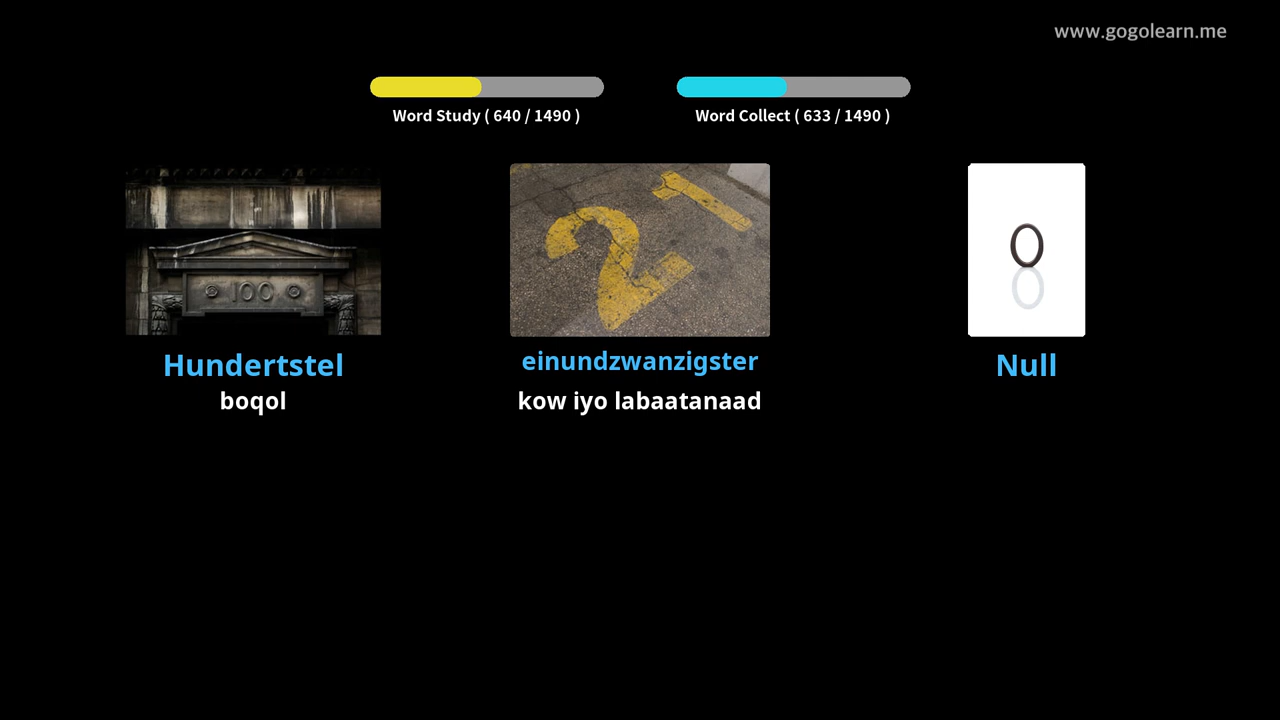 www.gogolearn.me
Word Study ( 640 / 1490 )
Word Collect ( 633 / 1490 )
100
21
0
Hundertstel
einundzwanzigster
Null
boqol
kow iyo labaatanaad